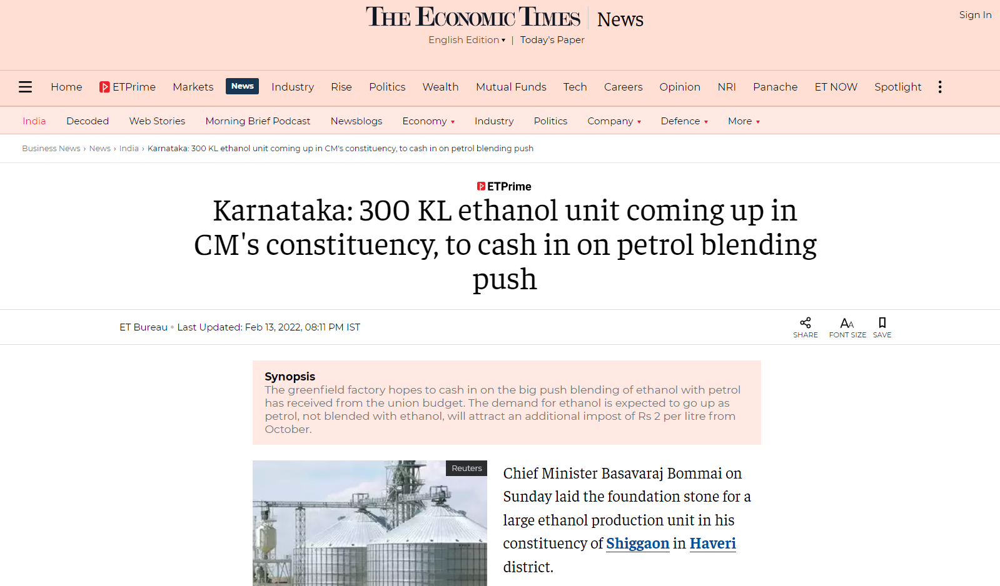 THE ECONOMIC TIMES | News
Sign In
English Edition ▾ | Today's Paper
Home ETPrime Markets News Industry Rise Politics Wealth Mutual Funds Tech Careers Opinion NRI Panache ET NOW Spotlight
India Decoded Web Stories Morning Brief Podcast Newsblogs Economy ▾ Industry Politics Company ▾ Defence ▾ More ▾
Business News › News › India › Karnataka: 300 KL ethanol unit coming up in CM's constituency, to cash in on petrol blending push
ETPrime
Karnataka: 300 KL ethanol unit coming up in
CM's constituency, to cash in on petrol blending
push
ET Bureau • Last Updated: Feb 13, 2022, 08:11 PM IST
SHARE FONT SIZE SAVE
Synopsis
The greenfield factory hopes to cash in on the big push blending of ethanol with petrol
has received from the union budget. The demand for ethanol is expected to go up as
petrol, not blended with ethanol, will attract an additional impost of Rs 2 per litre from
October.
Reuters
Chief Minister Basavaraj Bommai on
Sunday laid the foundation stone for a
large ethanol production unit in his
constituency of Shiggaon in Haveri
district.